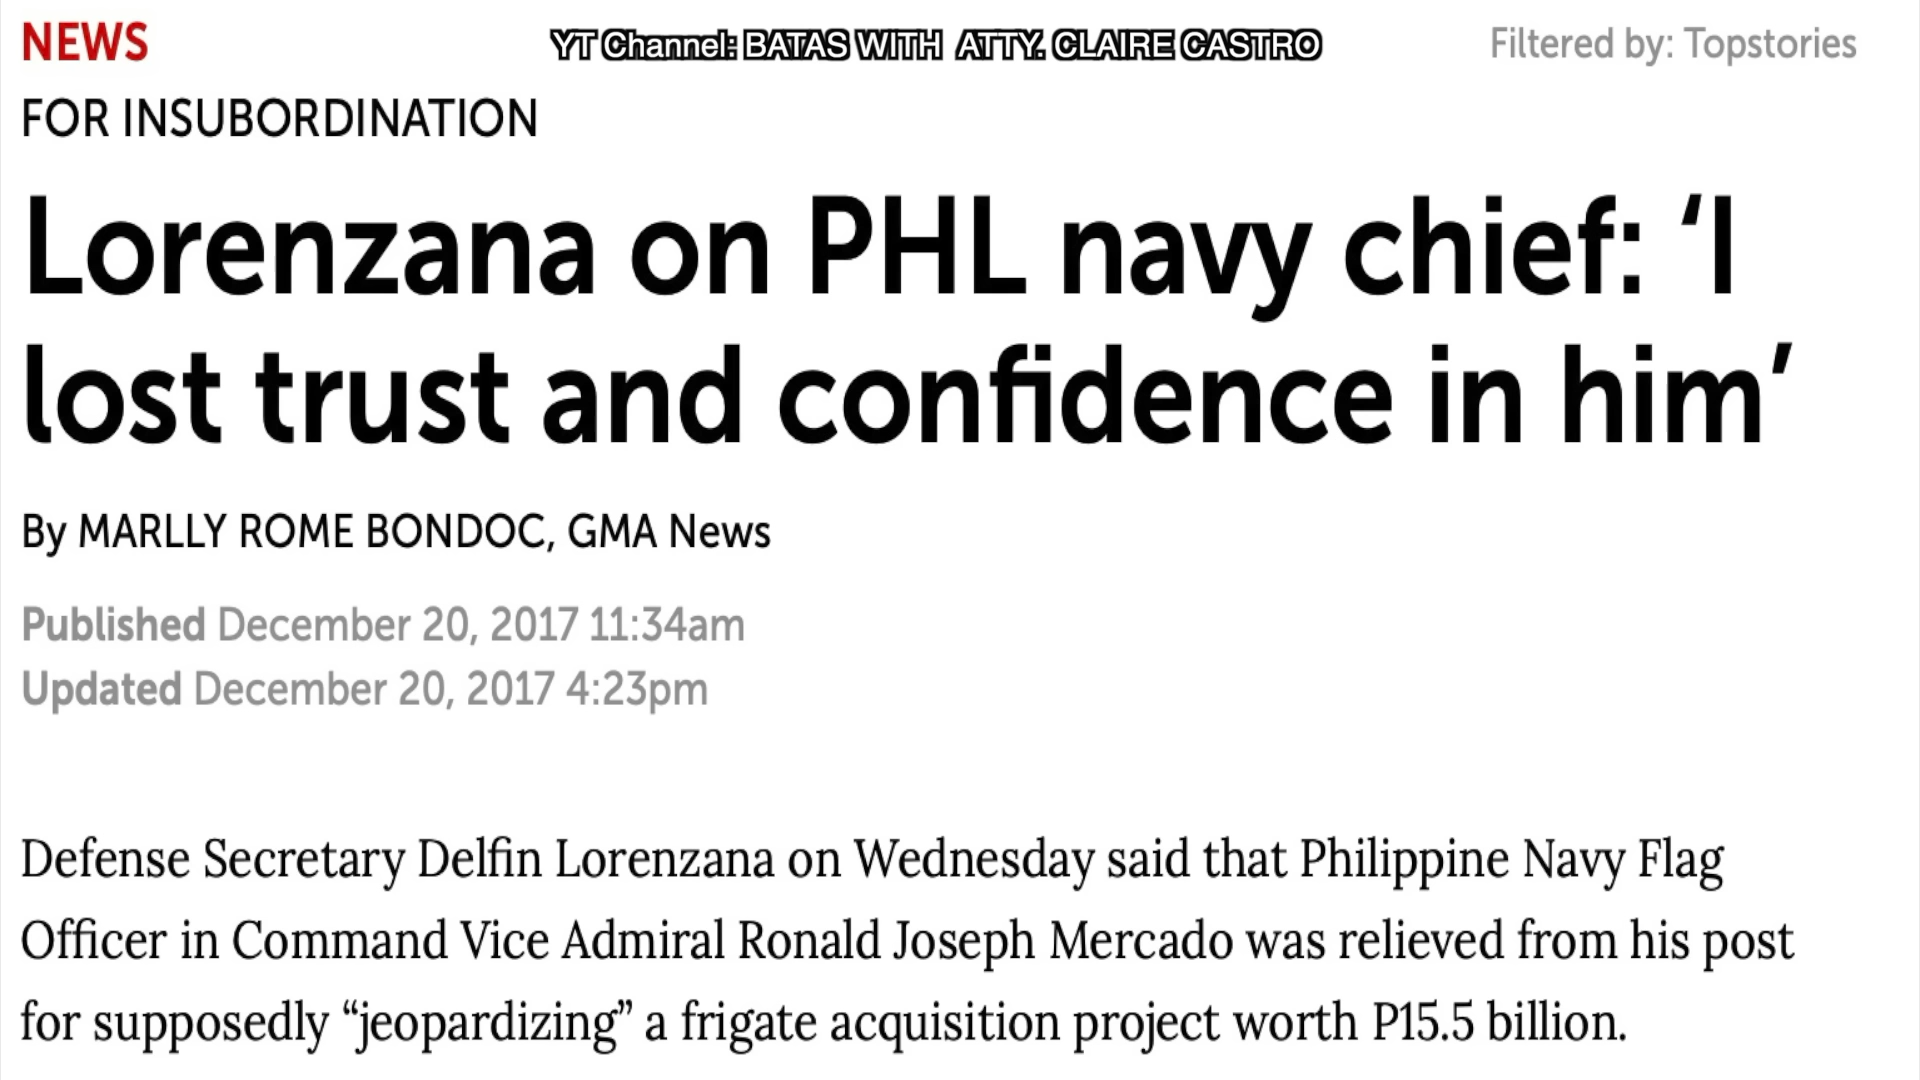 NEWS
YT Channel: BATAS WITH ATTY. CLAIRE CASTRO
Filtered by: Topstories
FOR INSUBORDINATION
Lorenzana on PHL navy chief: ‘I
lost trust and confidence in him’
By MARLLY ROME BONDOC, GMA News
Published December 20, 2017 11:34am
Updated December 20, 2017 4:23pm
Defense Secretary Delfin Lorenzana on Wednesday said that Philippine Navy Flag
Officer in Command Vice Admiral Ronald Joseph Mercado was relieved from his post
for supposedly “jeopardizing” a frigate acquisition project worth P15.5 billion.